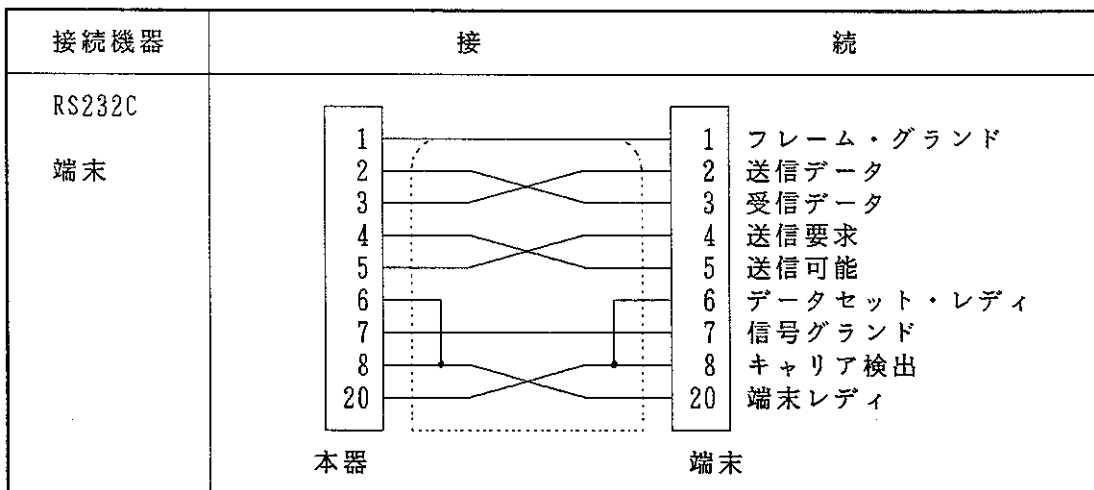 接続機器 接続
RS232C
端末
1 1 フレーム・グランド
2 2 送信データ
3 3 受信データ
4 4 送信要求
5 5 送信可能
6 6 データセット・レディ
7 7 信号グランド
8 8 キャリア検出
20 20 端末レディ
本器 端末